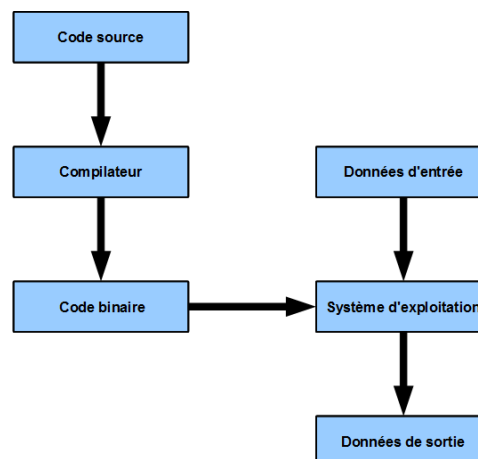 Code source
Compilateur
Données d'entrée
Code binaire
Système d'exploitation
Données de sortie